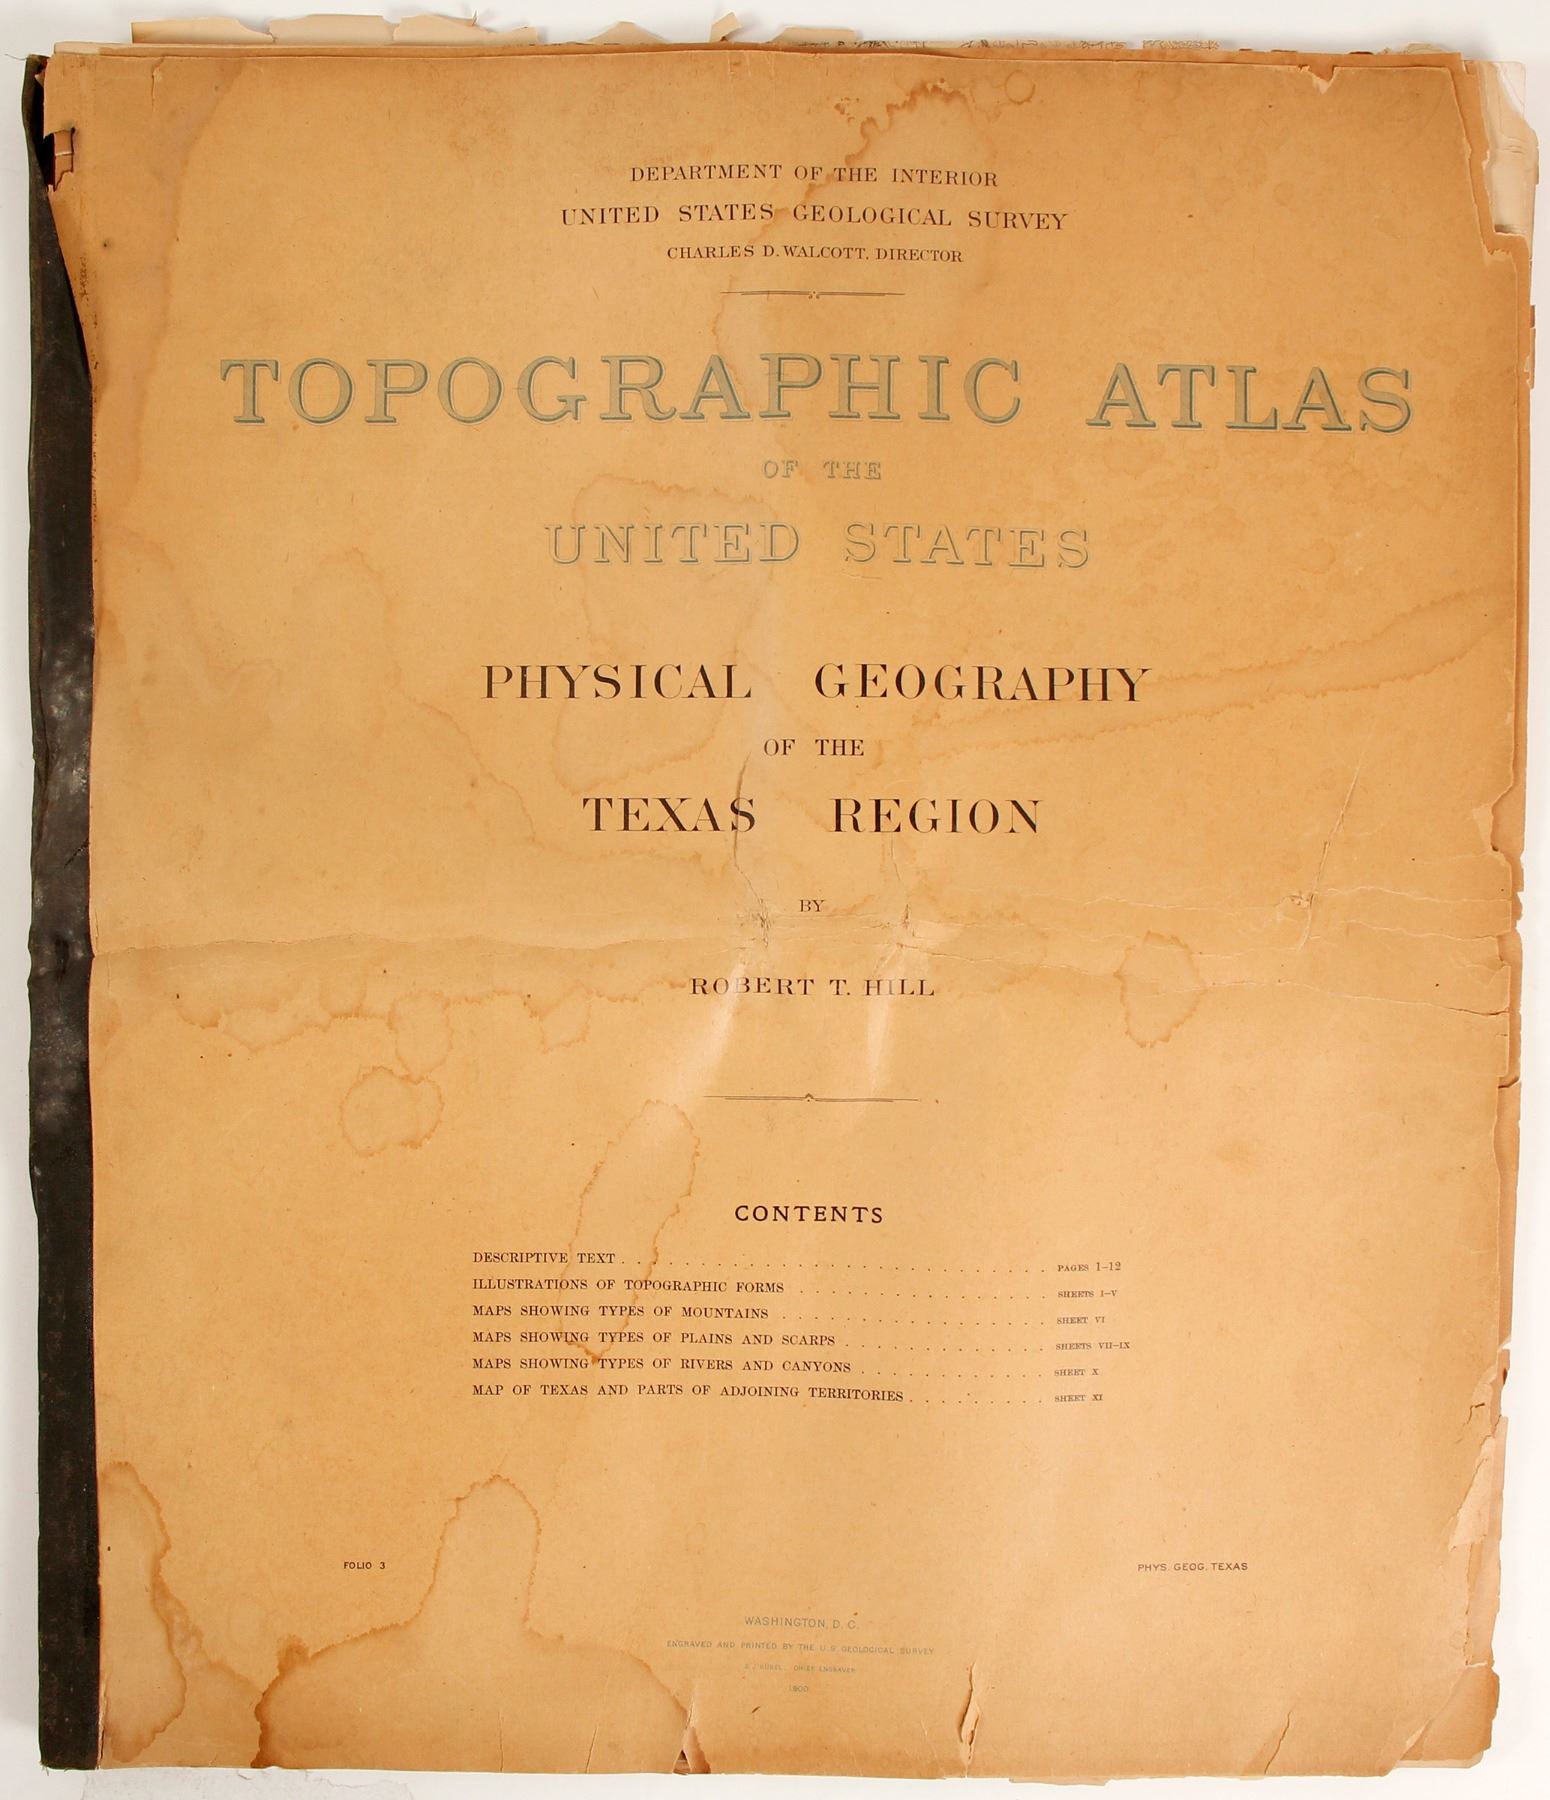 DEPARTMENT OF THE INTERIOR
UNITED STATES GEOLOGICAL SURVEY
CHARLES D. WALCOTT, DIRECTOR
TOPOGRAPHIC ATLAS
OF THE
UNITED STATES
PHYSICAL GEOGRAPHY
OF THE
TEXAS REGION
BY
ROBERT T. HILL
CONTENTS
DESCRIPTIVE TEXT . . . . . . . . . . . . . . . . . . . . . . . . . . . PAGES 1–12
ILLUSTRATIONS OF TOPOGRAPHIC FORMS . . . . . . . . . . . . . . . . SHEETS I–V
MAPS SHOWING TYPES OF MOUNTAINS . . . . . . . . . . . . . . . . . SHEET VI
MAPS SHOWING TYPES OF PLAINS AND SCARPS . . . . . . . . . . . . . SHEETS VII–IX
MAPS SHOWING TYPES OF RIVERS AND CANYONS . . . . . . . . . . . . SHEET X
MAP OF TEXAS AND PARTS OF ADJOINING TERRITORIES . . . . . . . . . SHEET XI
FOLIO 3
PHYS. GEOG. TEXAS
WASHINGTON, D. C.
ENGRAVED AND PRINTED BY THE U.S. GEOLOGICAL SURVEY
S. J. KUBEL, CHIEF ENGRAVER
1900